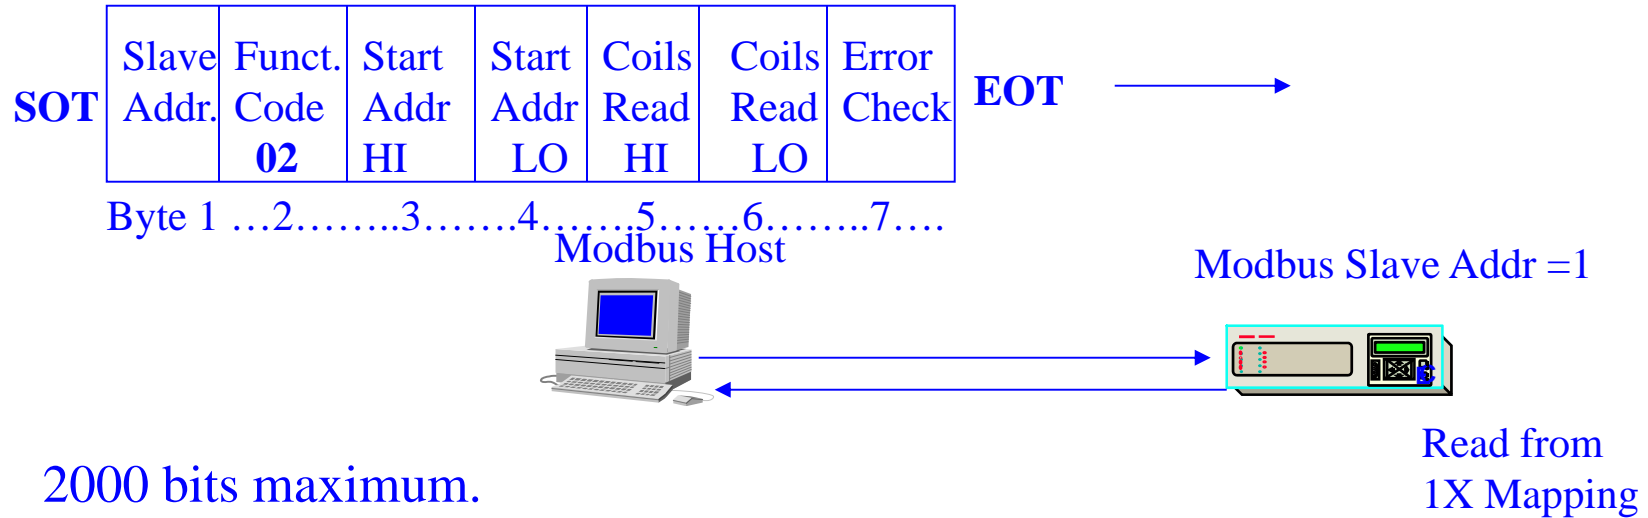 SOT
Slave Addr.
Funct. Code 02
Start Addr HI
Start Addr LO
Coils Read HI
Coils Read LO
Error Check
EOT
Byte 1 …2……..3…….4……..5……6……..7….
Modbus Host
Modbus Slave Addr =1
Read from
1X Mapping
2000 bits maximum.